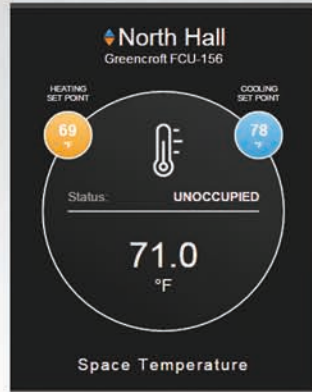 North Hall
Greencroft FCU-156
HEATING
SET POINT
COOLING
SET POINT
69
°F
78
°F
Status:
UNOCCUPIED
71.0
°F
Space Temperature